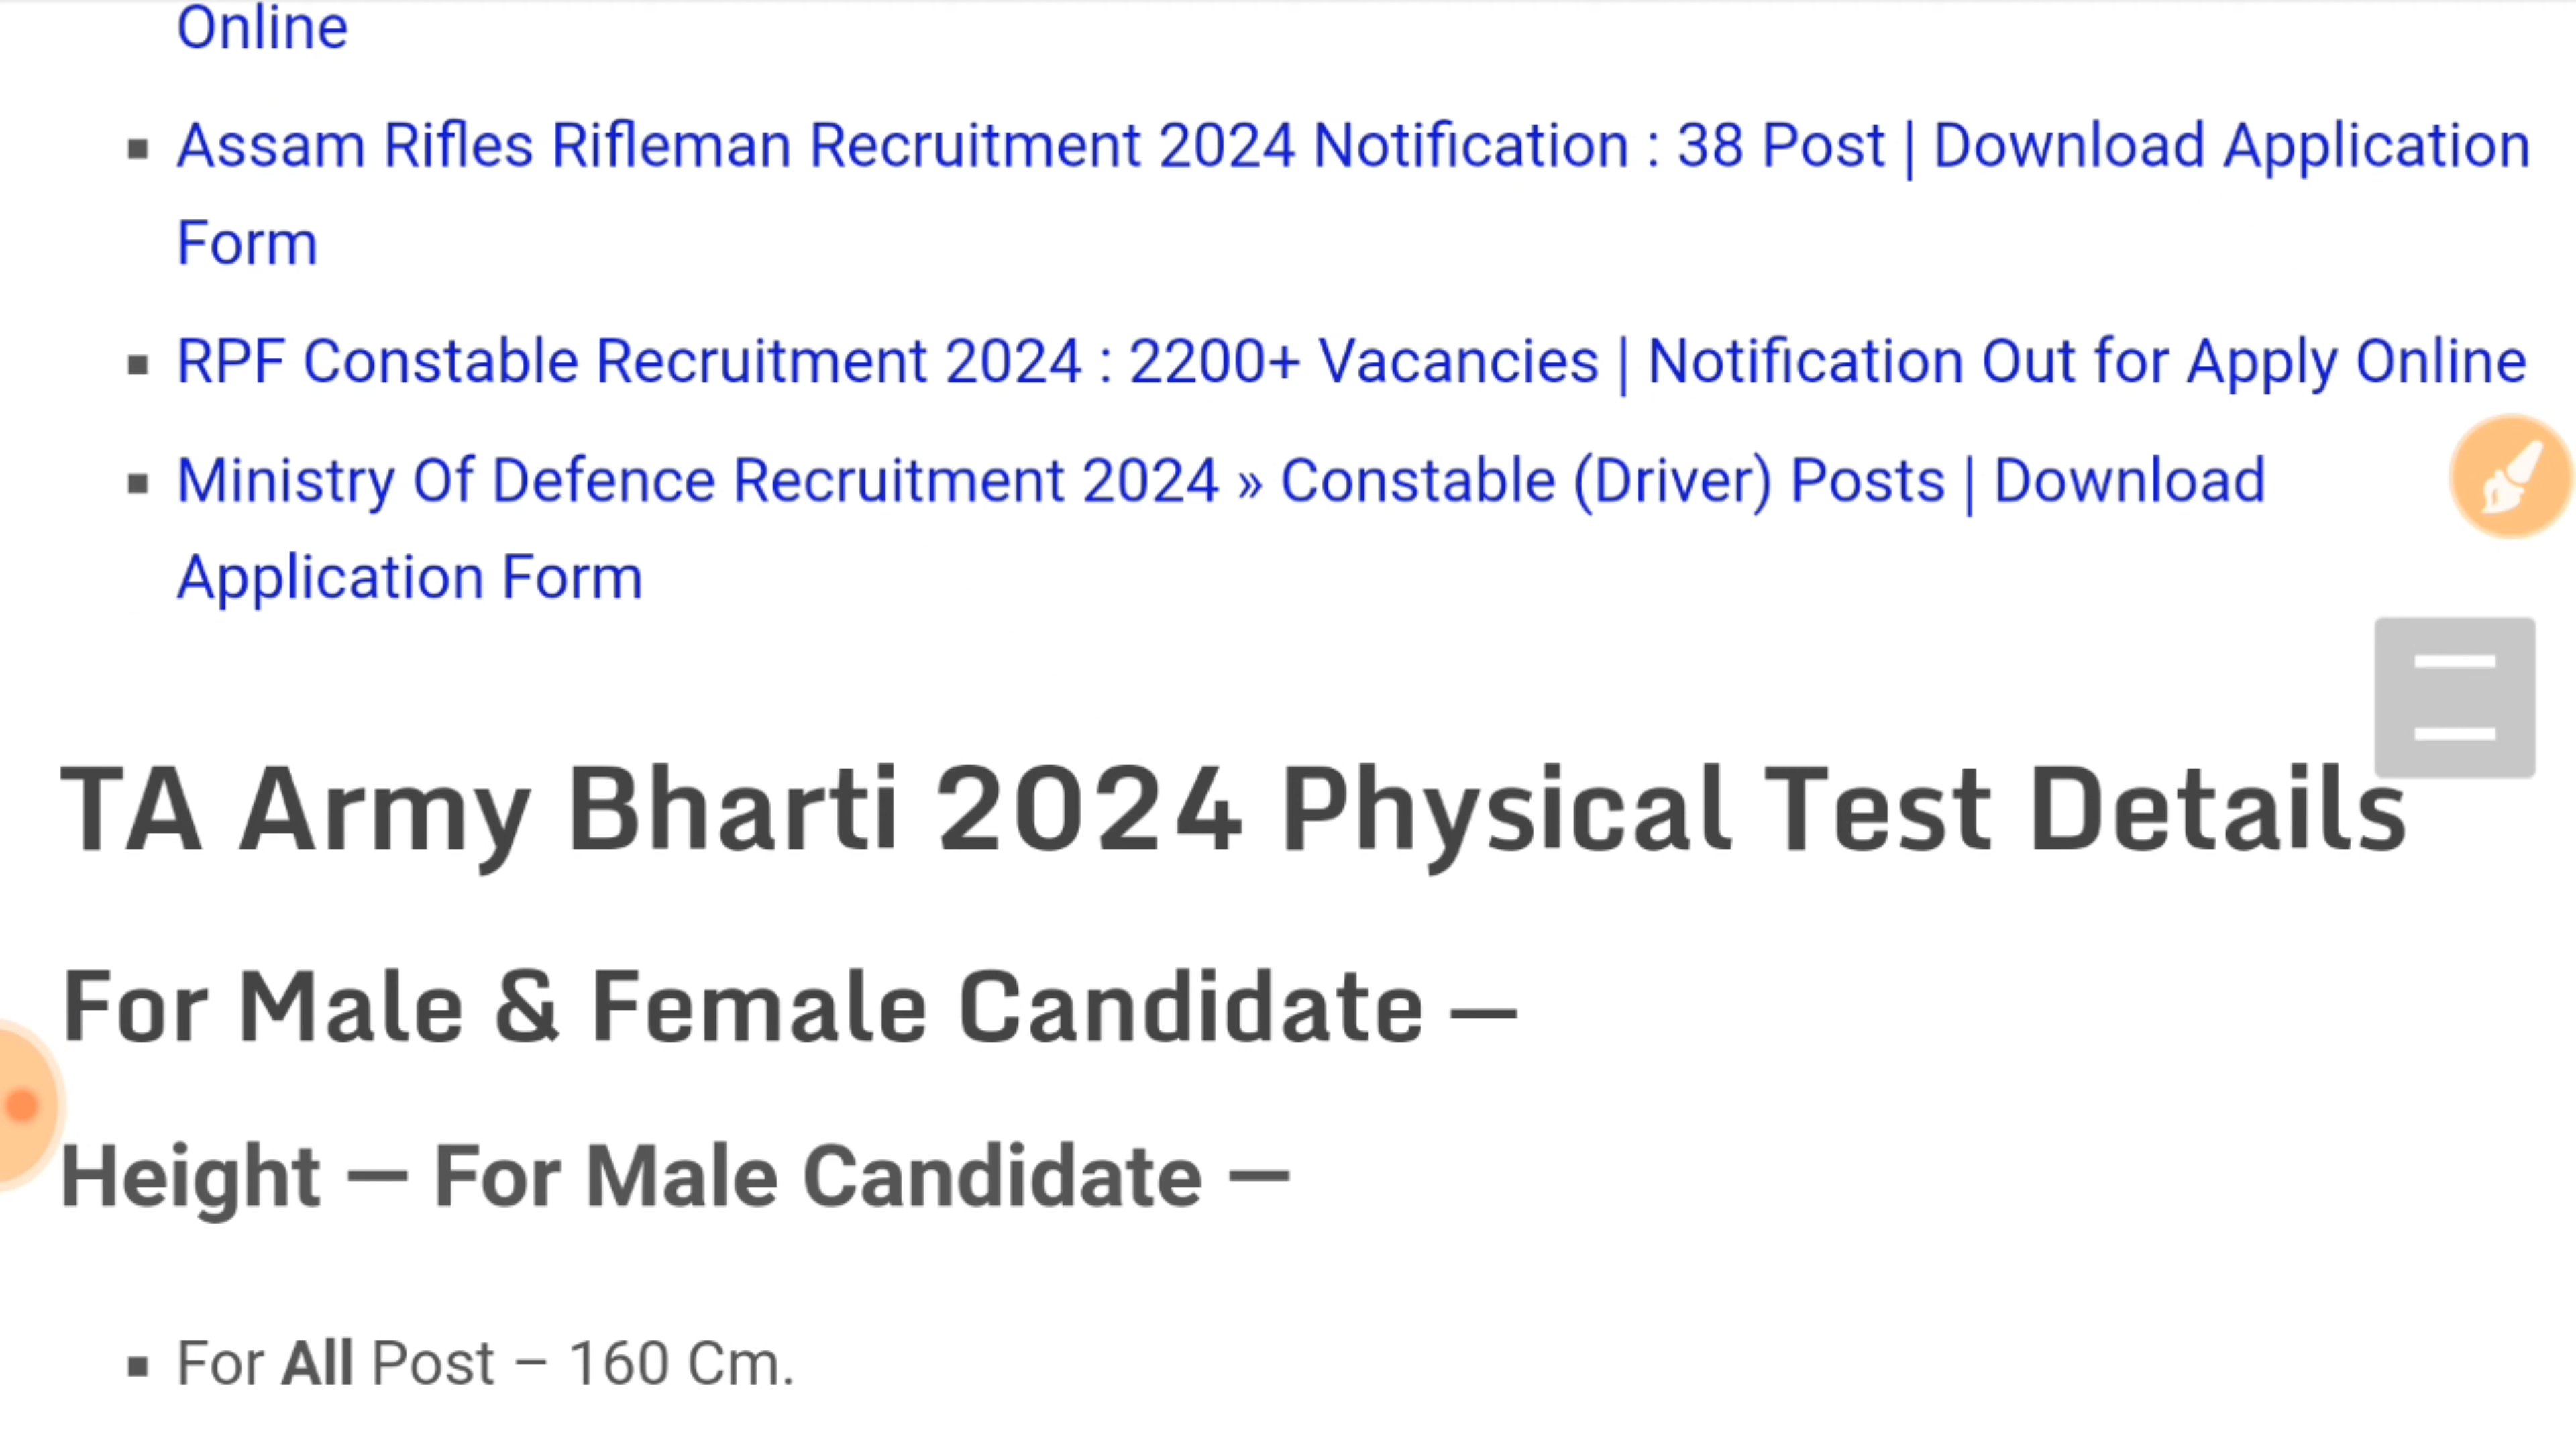 Online
▪ Assam Rifles Rifleman Recruitment 2024 Notification : 38 Post | Download Application
Form
▪ RPF Constable Recruitment 2024 : 2200+ Vacancies | Notification Out for Apply Online
▪ Ministry Of Defence Recruitment 2024 » Constable (Driver) Posts | Download
Application Form
TA Army Bharti 2024 Physical Test Details
For Male & Female Candidate –
Height – For Male Candidate –
▪ For All Post – 160 Cm.